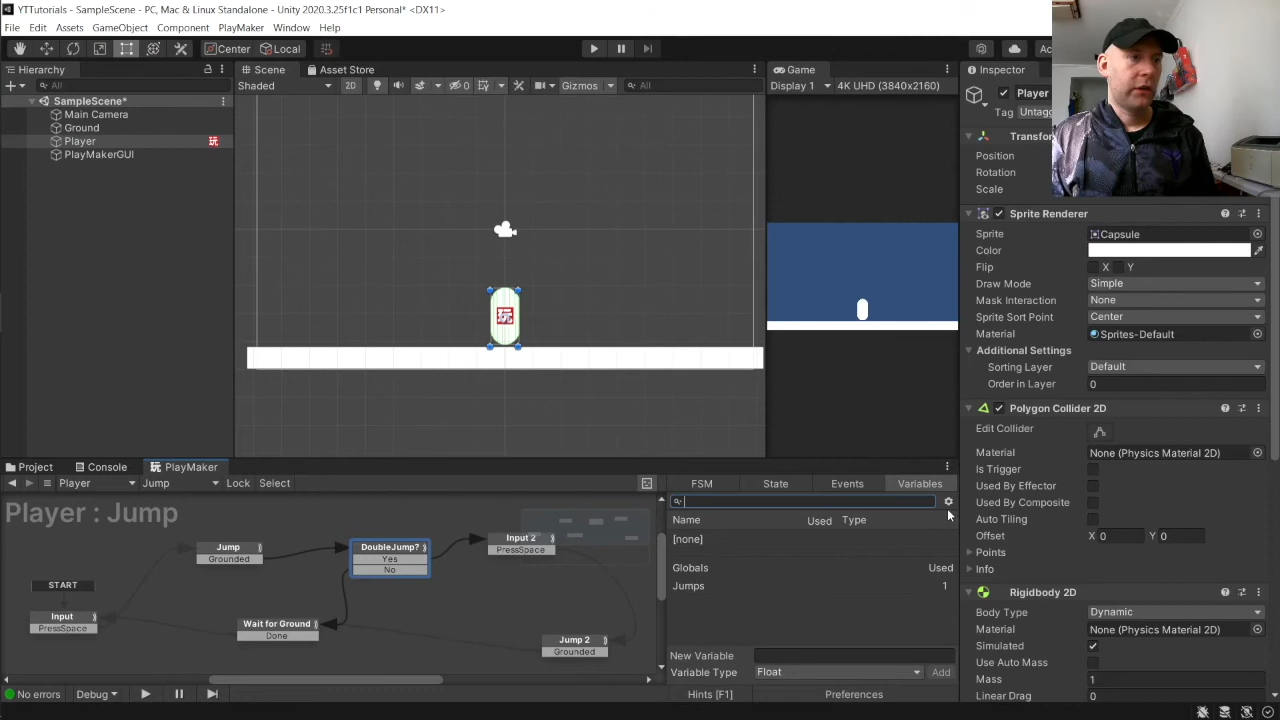 YTTutorials - SampleScene - PC, Mac & Linux Standalone - Unity 2020.3.25f1c1 Personal* <DX11>
File Edit Assets GameObject Component PlayMaker Window Help
Center Local Ac
Hierarchy
All
SampleScene*
Main Camera
Ground
Player 玩
PlayMakerGUI
Scene Asset Store
Shaded 2D 0 Gizmos All
玩
Game
Display 1 4K UHD (3840x2160)
Inspector
Player
Tag Untagg
Transfor
Position
Rotation
Scale
Sprite Renderer
Sprite Capsule
Color
Flip X Y
Draw Mode Simple
Mask Interaction None
Sprite Sort Point Center
Material Sprites-Default
Additional Settings
Sorting Layer Default
Order in Layer 0
Polygon Collider 2D
Edit Collider
Material None (Physics Material 2D)
Is Trigger
Used By Effector
Used By Composite
Auto Tiling
Offset X 0 Y 0
Points
Info
Rigidbody 2D
Body Type Dynamic
Material None (Physics Material 2D)
Simulated
Use Auto Mass
Mass 1
Linear Drag 0
Project Console 玩 PlayMaker
Player Jump Lock Select
Player : Jump
START
Input
PressSpace
Jump
Grounded
DoubleJump?
Yes
No
Wait for Ground
Done
Input 2
PressSpace
Jump 2
Grounded
FSM State Events Variables
Name Used Type
[none]
Globals Used
Jumps 1
New Variable
Variable Type Float Add
No errors Debug Hints [F1] Preferences